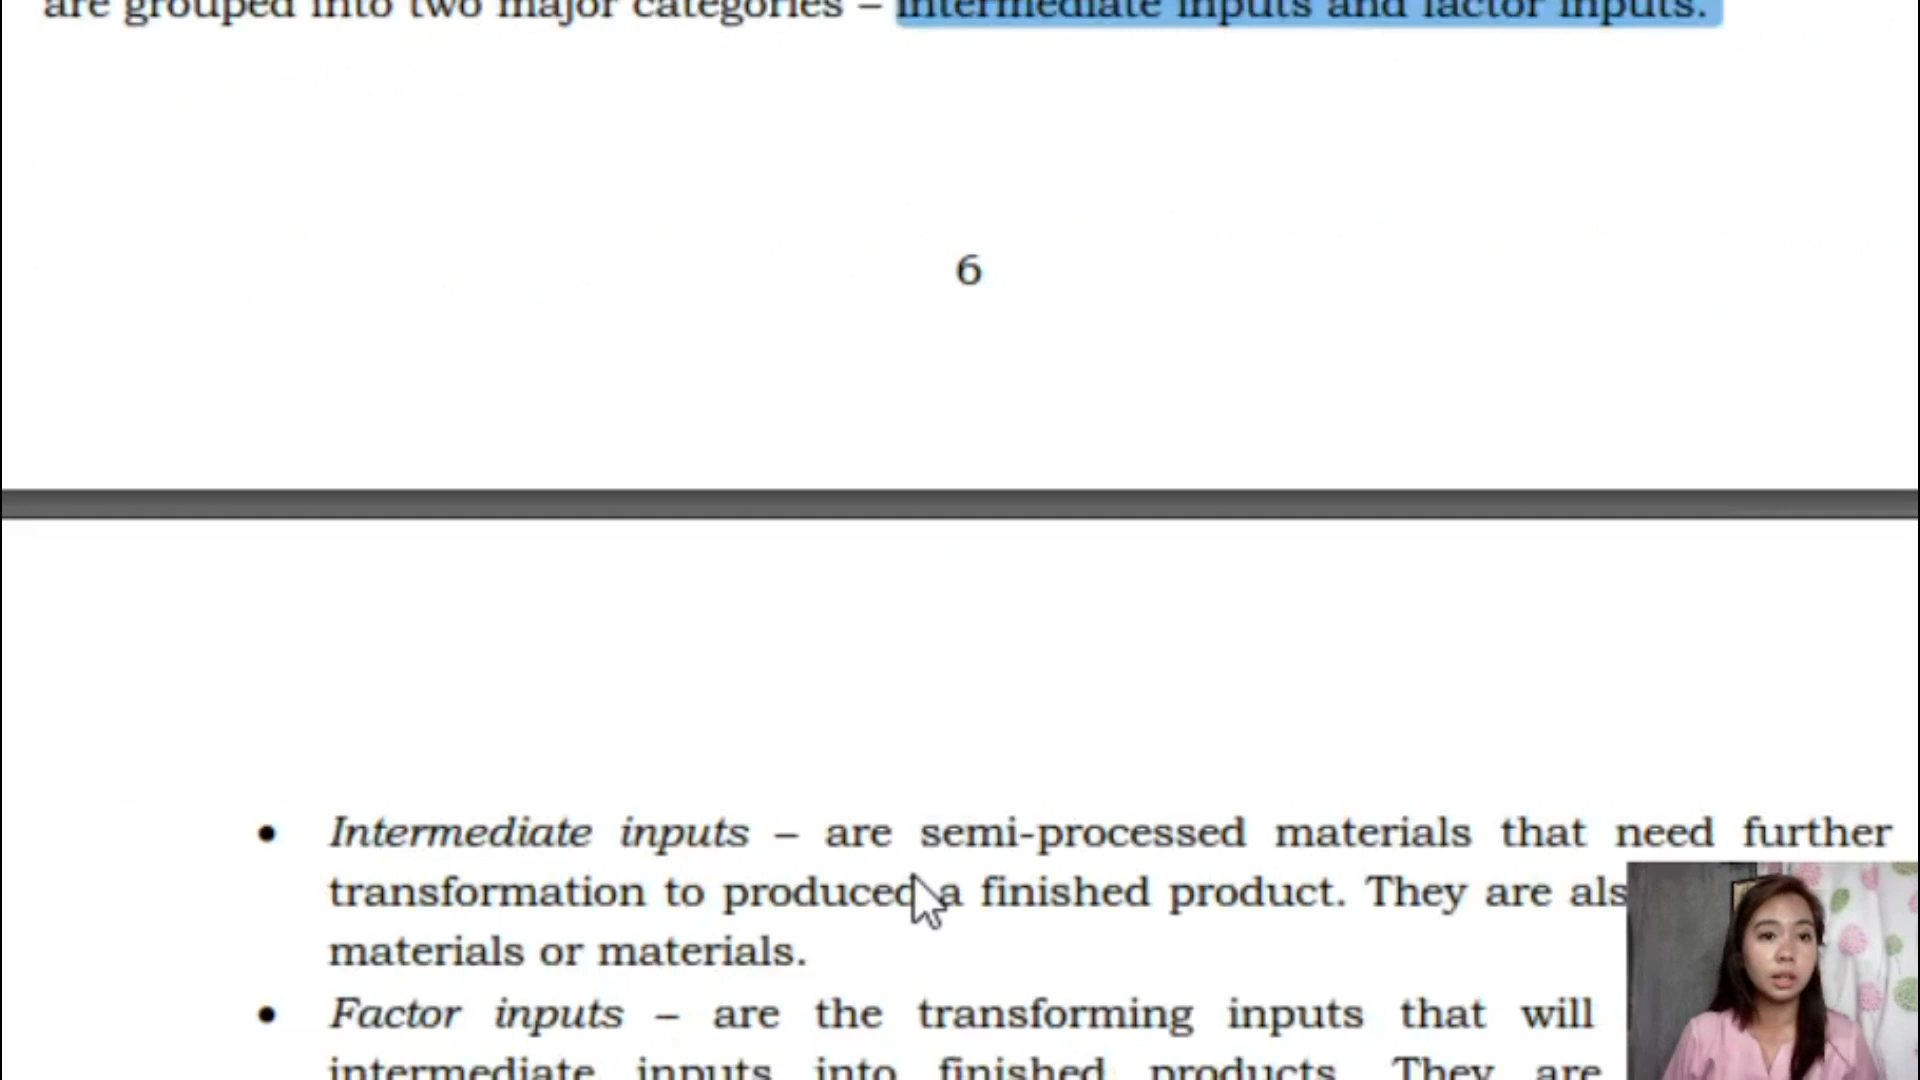 are grouped into two major categories – intermediate inputs and factor inputs.
6
• Intermediate inputs – are semi-processed materials that need further
transformation to produced a finished product. They are als
materials or materials.
• Factor inputs – are the transforming inputs that will
intermediate inputs into finished products. They are